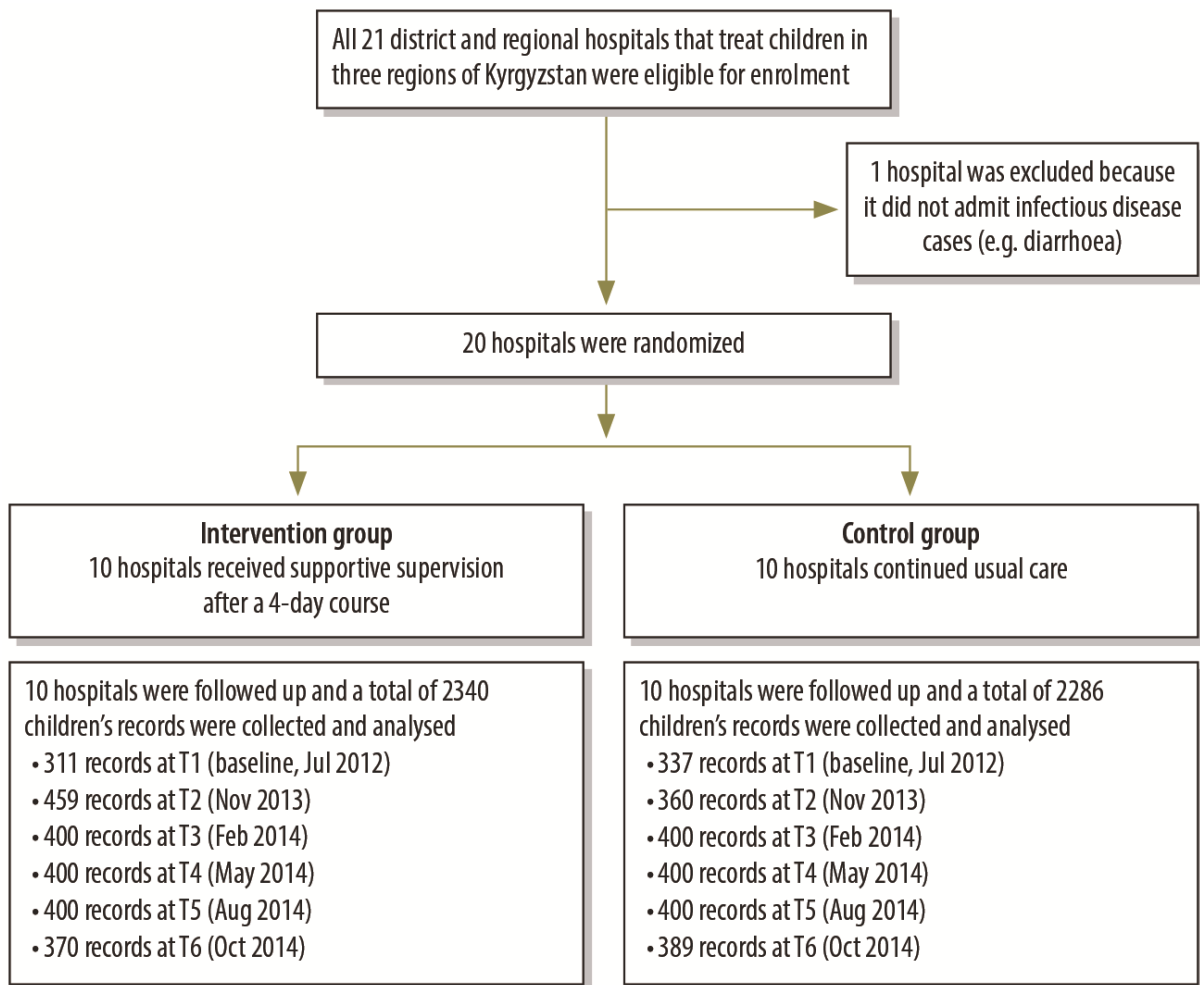 All 21 district and regional hospitals that treat children in
three regions of Kyrgyzstan were eligible for enrolment
1 hospital was excluded because
it did not admit infectious disease
cases (e.g. diarrhoea)
20 hospitals were randomized
Intervention group
10 hospitals received supportive supervision
after a 4-day course
Control group
10 hospitals continued usual care
10 hospitals were followed up and a total of 2340
children’s records were collected and analysed
• 311 records at T1 (baseline, Jul 2012)
• 459 records at T2 (Nov 2013)
• 400 records at T3 (Feb 2014)
• 400 records at T4 (May 2014)
• 400 records at T5 (Aug 2014)
• 370 records at T6 (Oct 2014)
10 hospitals were followed up and a total of 2286
children’s records were collected and analysed
• 337 records at T1 (baseline, Jul 2012)
• 360 records at T2 (Nov 2013)
• 400 records at T3 (Feb 2014)
• 400 records at T4 (May 2014)
• 400 records at T5 (Aug 2014)
• 389 records at T6 (Oct 2014)